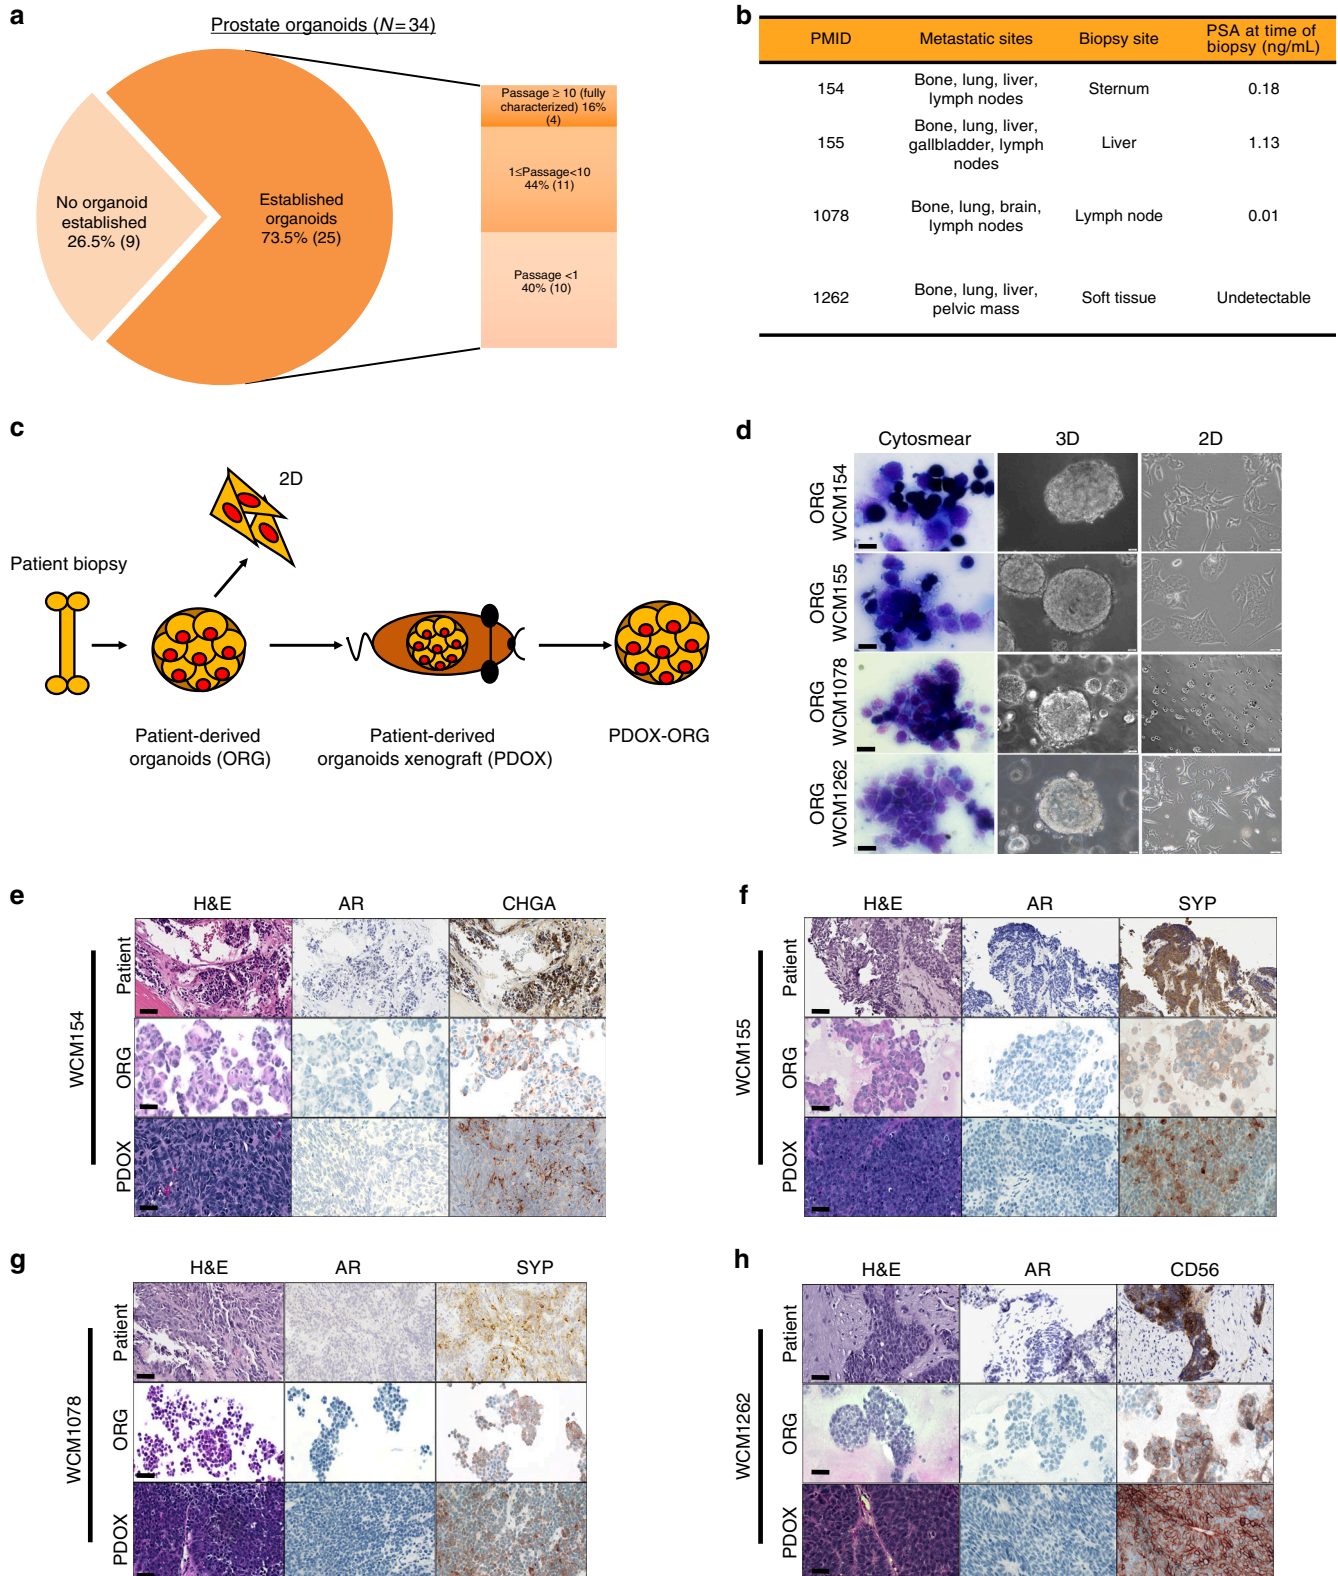 a
Prostate organoids (N=34)
No organoid
established
26.5% (9)
Established
organoids
73.5% (25)
Passage ≥ 10 (fully
characterized) 16%
(4)
1≤Passage<10
44% (11)
Passage <1
40% (10)
b
PMID Metastatic sites Biopsy site PSA at time of
biopsy (ng/mL)
154 Bone, lung, liver,
lymph nodes Sternum 0.18
155 Bone, lung, liver,
gallbladder, lymph
nodes Liver 1.13
1078 Bone, lung, brain,
lymph nodes Lymph node 0.01
1262 Bone, lung, liver,
pelvic mass Soft tissue Undetectable
c
2D
Patient biopsy
Patient-derived
organoids (ORG)
Patient-derived
organoids xenograft (PDOX)
PDOX-ORG
d
Cytosmear 3D 2D
ORG
WCM154
ORG
WCM155
ORG
WCM1078
ORG
WCM1262
e
H&E AR CHGA
WCM154
Patient
ORG
PDOX
f
H&E AR SYP
WCM155
Patient
ORG
PDOX
g
H&E AR SYP
WCM1078
Patient
ORG
PDOX
h
H&E AR CD56
WCM1262
Patient
ORG
PDOX